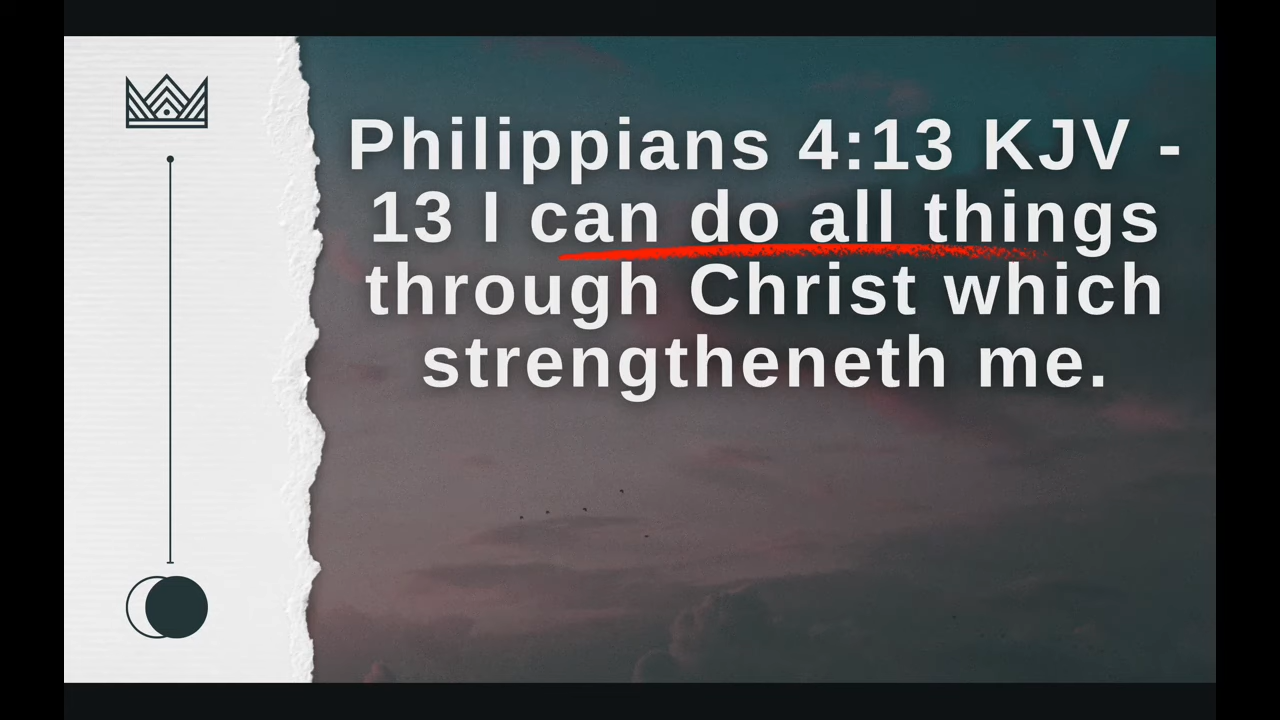 Philippians 4:13 KJV -
13 I can do all things
through Christ which
strengtheneth me.